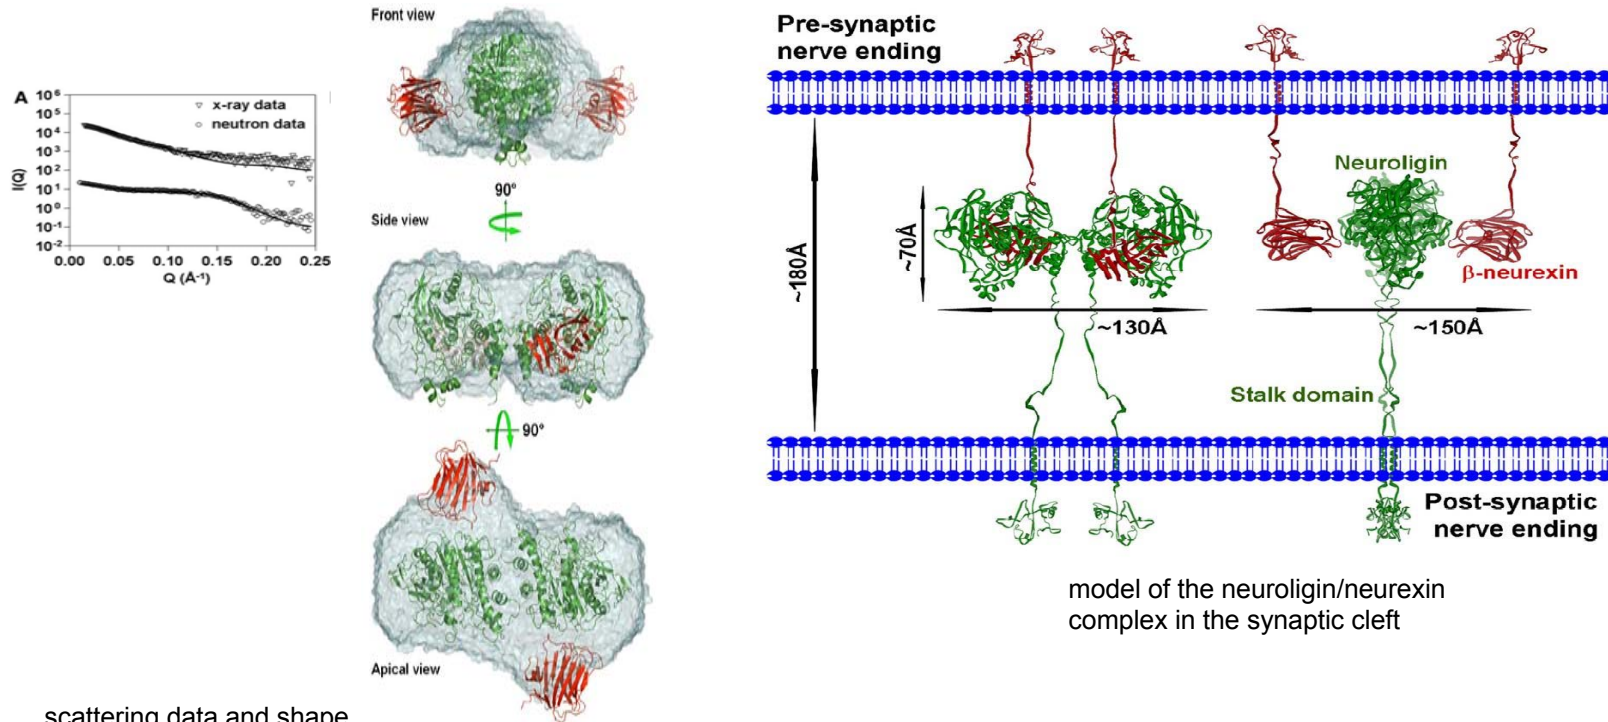 Front view
A
10⁶
10⁵
10⁴
10³
10²
10¹
10⁰
10⁻¹
10⁻²
I(Q)
▽ x-ray data
○ neutron data
0.00 0.05 0.10 0.15 0.20 0.25
Q (Å⁻¹)
90°
Side view
90°
Apical view
scattering data and shape
Pre-synaptic
nerve ending
~180Å
~70Å
~130Å
Neuroligin
β-neurexin
~150Å
Stalk domain
Post-synaptic
nerve ending
model of the neuroligin/neurexin
complex in the synaptic cleft